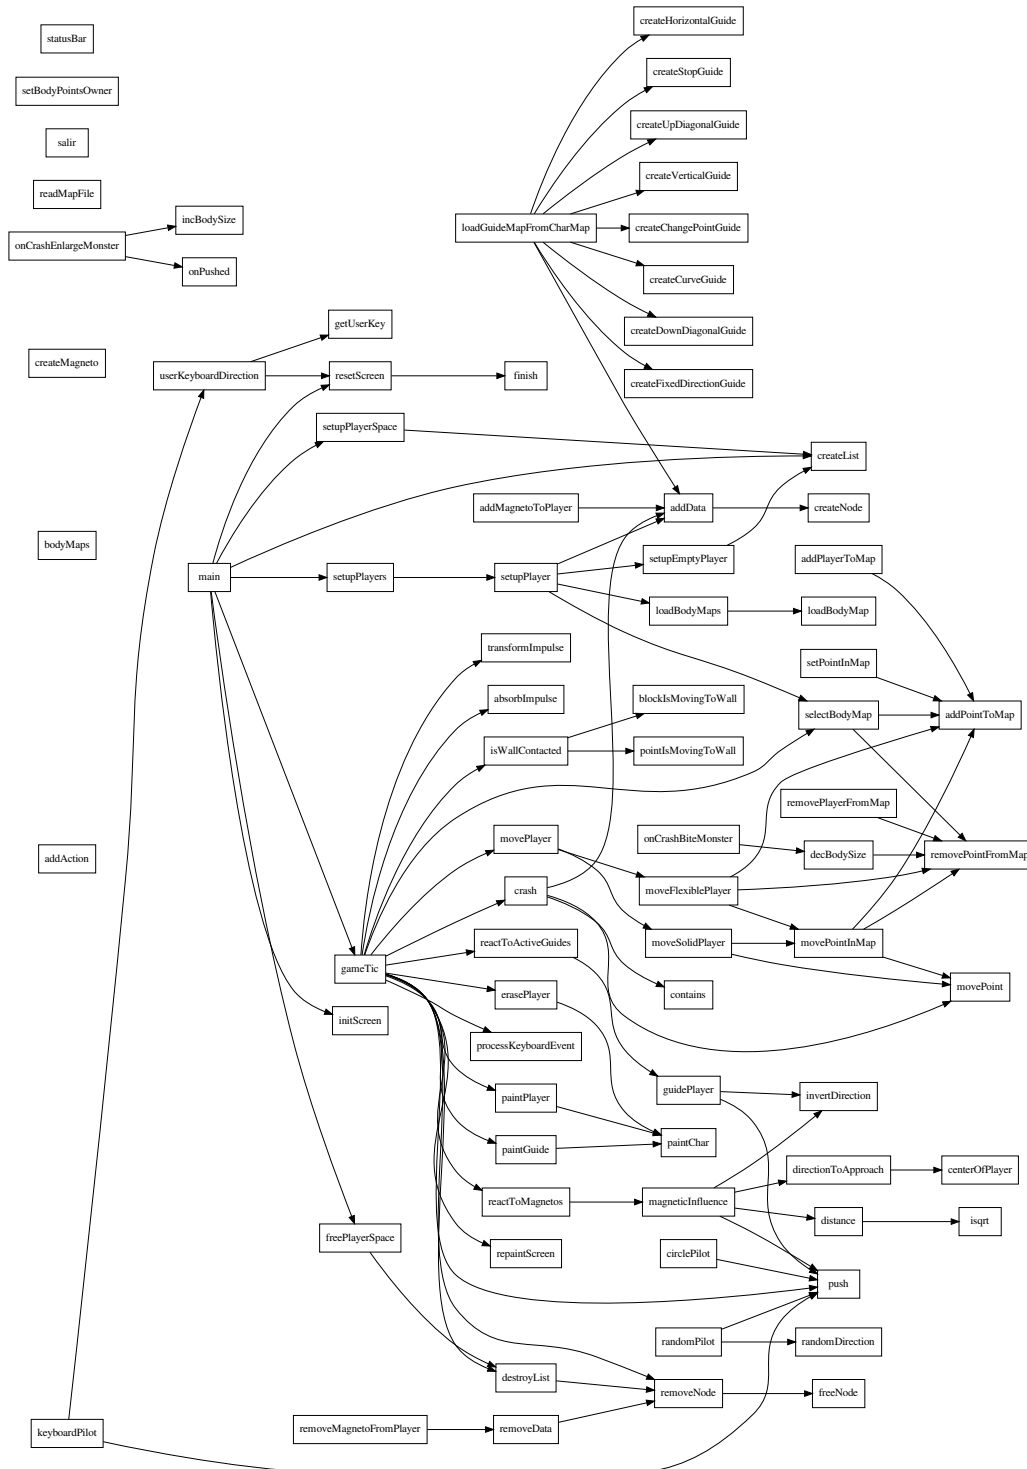 createHorizontalGuide
statusBar
createStopGuide
setBodyPointsOwner
createUpDiagonalGuide
salir
createVerticalGuide
readMapFile
incBodySize
loadGuideMapFromCharMap
createChangePointGuide
onCrashEnlargeMonster
onPushed
createCurveGuide
getUserKey
createDownDiagonalGuide
createMagneto
userKeyboardDirection
resetScreen
finish
createFixedDirectionGuide
setupPlayerSpace
createList
addMagnetoToPlayer
addData
createNode
bodyMaps
setupEmptyPlayer
addPlayerToMap
main
setupPlayers
setupPlayer
loadBodyMaps
loadBodyMap
transformImpulse
setPointInMap
absorbImpulse
blockIsMovingToWall
selectBodyMap
addPointToMap
isWallContacted
pointIsMovingToWall
removePlayerFromMap
movePlayer
onCrashBiteMonster
addAction
decBodySize
removePointFromMap
crash
moveFlexiblePlayer
reactToActiveGuides
moveSolidPlayer
movePointInMap
gameTic
erasePlayer
contains
movePoint
initScreen
processKeyboardEvent
paintPlayer
guidePlayer
invertDirection
paintGuide
paintChar
directionToApproach
centerOfPlayer
reactToMagnetos
magneticInfluence
distance
isqrt
freePlayerSpace
repaintScreen
circlePilot
push
randomPilot
randomDirection
destroyList
removeNode
freeNode
keyboardPilot
removeMagnetoFromPlayer
removeData